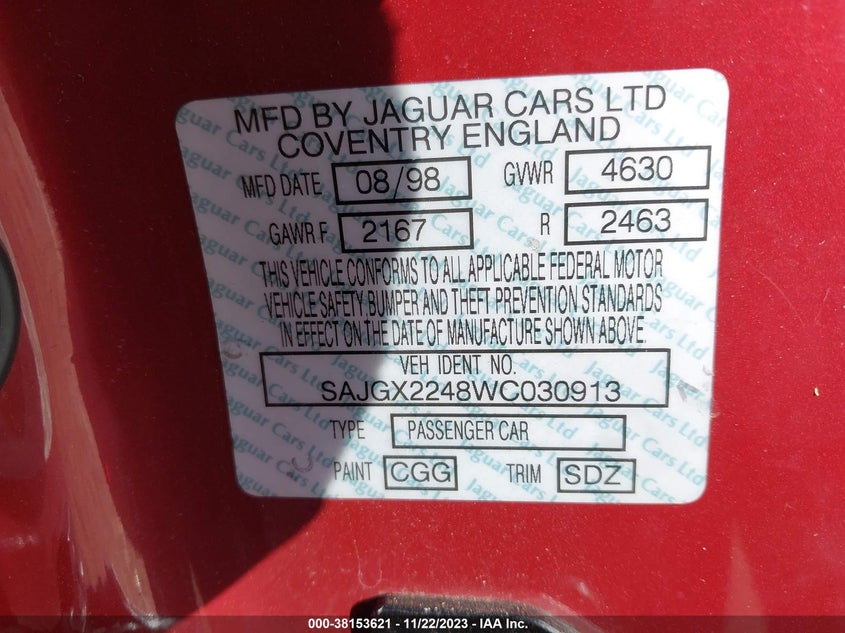 MFD BY JAGUAR CARS LTD
COVENTRY ENGLAND
MFD DATE 08/98 GVWR 4630
GAWR F 2167 R 2463
THIS VEHICLE CONFORMS TO ALL APPLICABLE FEDERAL MOTOR
VEHICLE SAFETY, BUMPER AND THEFT PREVENTION STANDARDS
IN EFFECT ON THE DATE OF MANUFACTURE SHOWN ABOVE.
VEH IDENT NO.
SAJGX2248WC030913
TYPE PASSENGER CAR
PAINT CGG TRIM SDZ
000-38153621 - 11/22/2023 - IAA Inc.